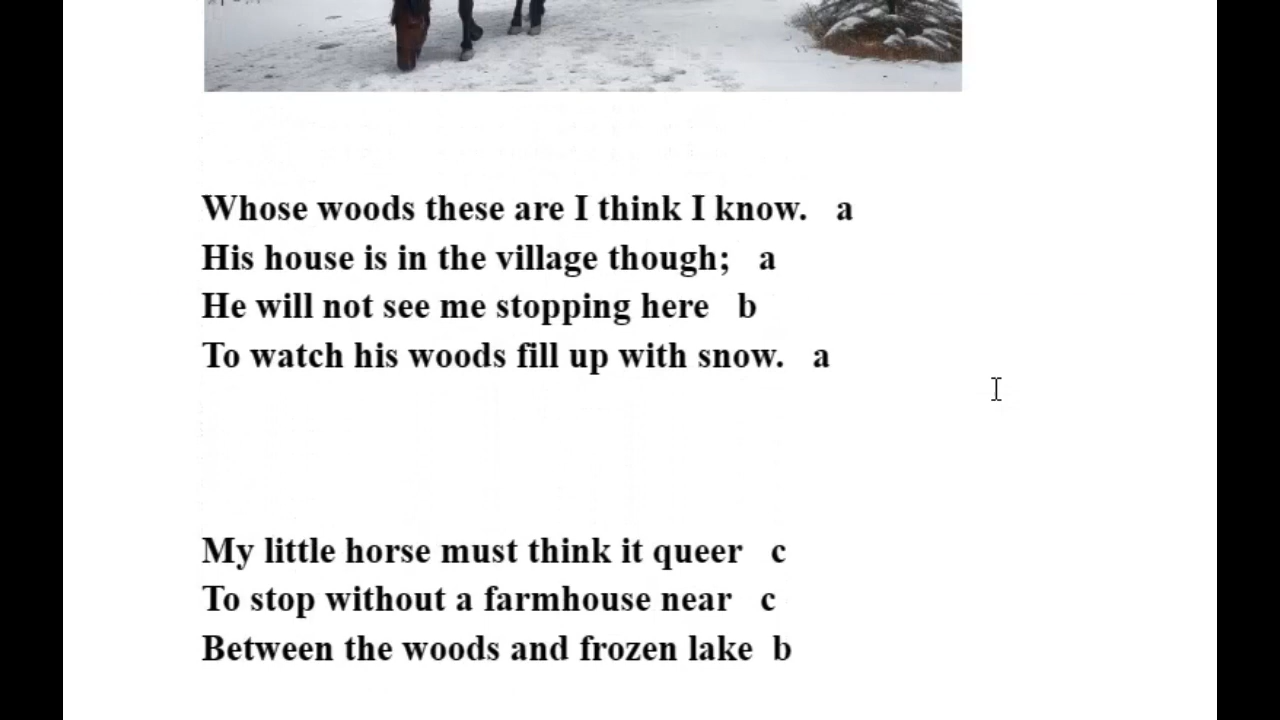 Whose woods these are I think I know. a
His house is in the village though; a
He will not see me stopping here b
To watch his woods fill up with snow. a
My little horse must think it queer c
To stop without a farmhouse near c
Between the woods and frozen lake b